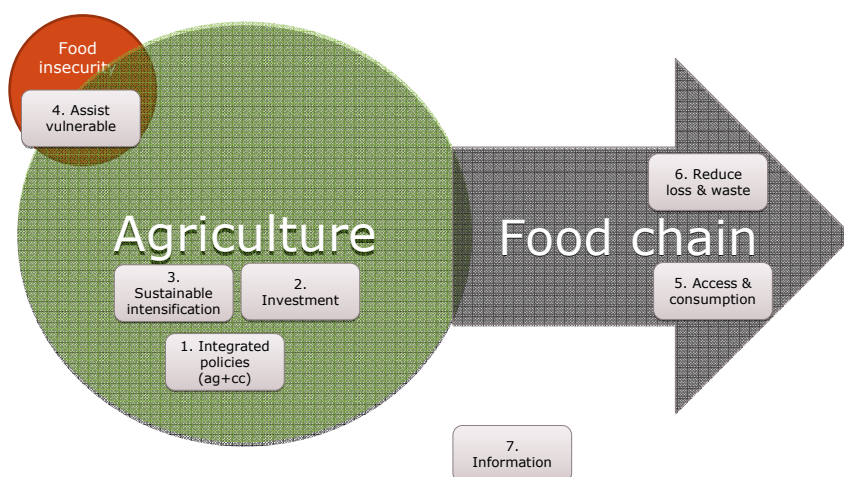 Food
insecurity
4. Assist
vulnerable
Agriculture
3.
Sustainable
intensification
2.
Investment
1. Integrated
policies
(ag+cc)
Food chain
6. Reduce
loss & waste
5. Access &
consumption
7.
Information